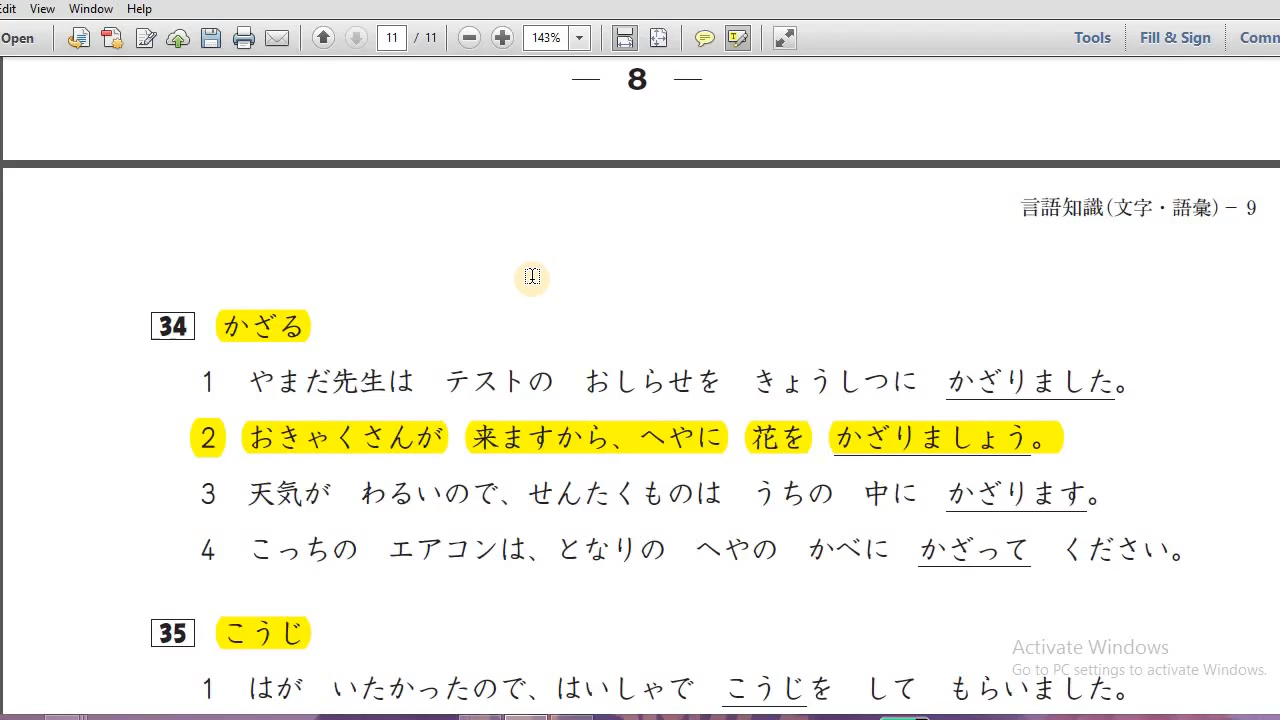 Edit View Window Help
Open 11 / 11 143% Tools Fill & Sign
— 8 —
言語知識(文字・語彙)− 9
34 かざる
1 やまだ先生は テストの おしらせを きょうしつに かざりました。
2 おきゃくさんが 来ますから、へやに 花を かざりましょう。
3 天気が わるいので、せんたくものは うちの 中に かざります。
4 こっちの エアコンは、となりの へやの かべに かざって ください。
35 こうじ
1 はが いたかったので、はいしゃで こうじを して もらいました。
Activate Windows
Go to PC settings to activate Windows.